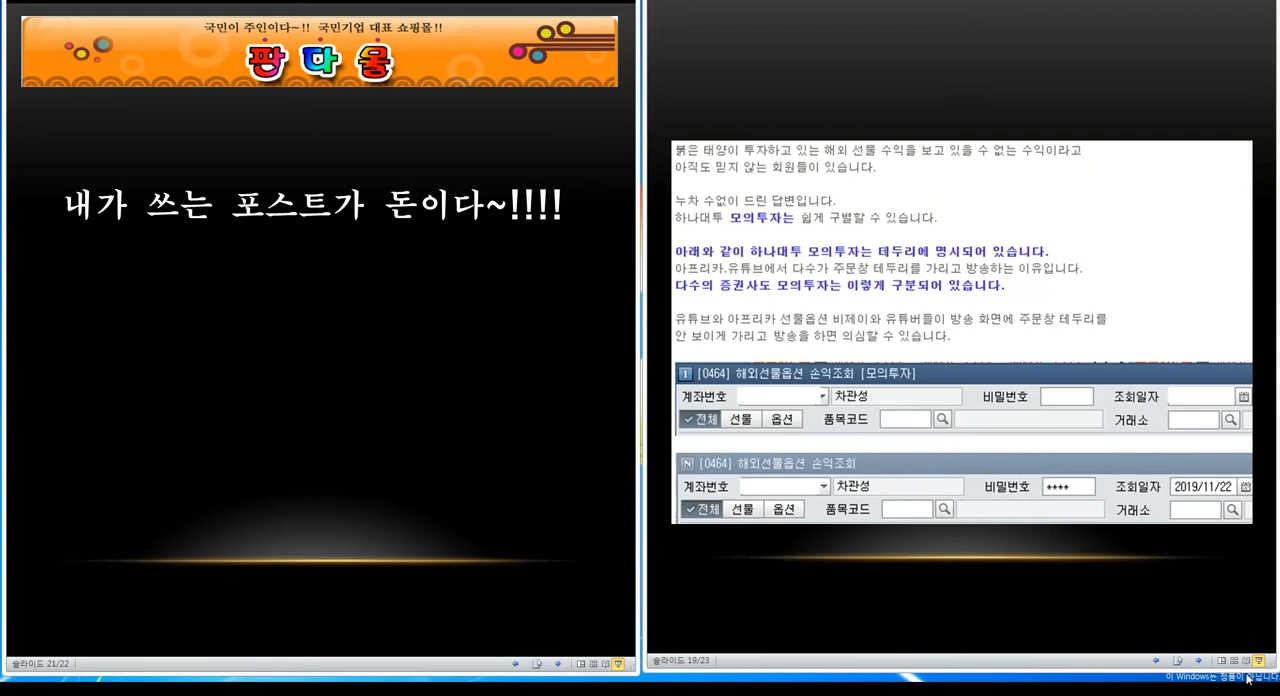 국민이 주인이다~!! 국민기업 대표 쇼핑몰!!
판다몰
내가 쓰는 포스트가 돈이다~!!!!
슬라이드 21/22
붉은 태양이 투자하고 있는 해외 선물 수익을 보고 있을 수 없는 수익이라고
아직도 믿지 않는 회원들이 있습니다.
누차 수없이 드린 답변입니다.
하나대투 모의투자는 쉽게 구별할 수 있습니다.
아래와 같이 하나대투 모의투자는 테두리에 명시되어 있습니다.
아프리카,유튜브에서 다수가 주문창 테두리를 가리고 방송하는 이유입니다.
다수의 증권사도 모의투자는 이렇게 구분되어 있습니다.
유튜브와 아프리카 선물옵션 비제이와 유튜버들이 방송 화면에 주문창 테두리를
안 보이게 가리고 방송을 하면 의심할 수 있습니다.
1 [0464] 해외선물옵션 손익조회 [모의투자]
계좌번호 차관성 비밀번호 조회일자
전체 선물 옵션 품목코드 거래소
N [0464] 해외선물옵션 손익조회
계좌번호 차관성 비밀번호 **** 조회일자 2019/11/22
전체 선물 옵션 품목코드 거래소
슬라이드 19/23
이 Windows는 정품이 아닙니다.